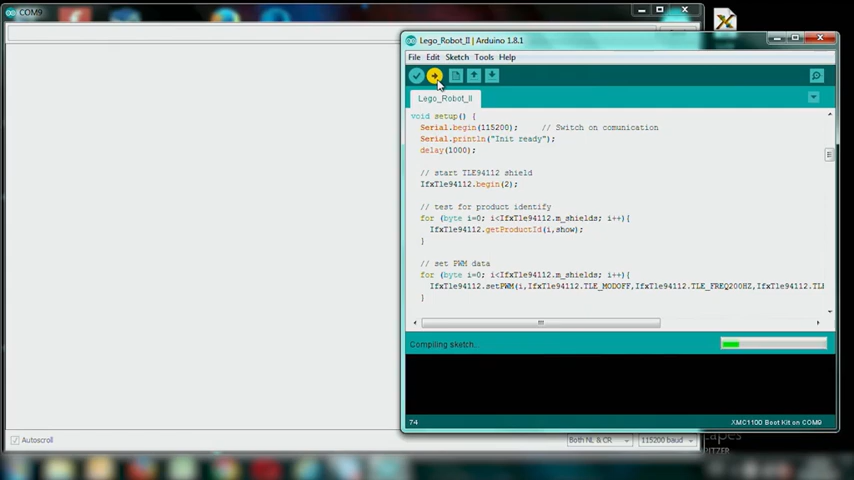 COM9
Lego_Robot_II | Arduino 1.8.1
File Edit Sketch Tools Help
Lego_Robot_II
void setup() {
Serial.begin(115200); // Switch on comunication
Serial.println("Init ready");
delay(1000);
// start TLE94112 shield
IfxTle94112.begin(2);
// test for product identify
for (byte i=0; i<IfxTle94112.m_shields; i++){
IfxTle94112.getProductId(i,show);
}
// set PWM data
for (byte i=0; i<IfxTle94112.m_shields; i++){
IfxTle94112.setPWM(i,IfxTle94112.TLE_MODOFF,IfxTle94112.TLE_FREQ200HZ,IfxTle94112.TL
}
Compiling sketch..
74
XMC1100 Boot Kit on COM9
Autoscroll
Both NL & CR
115200 baud